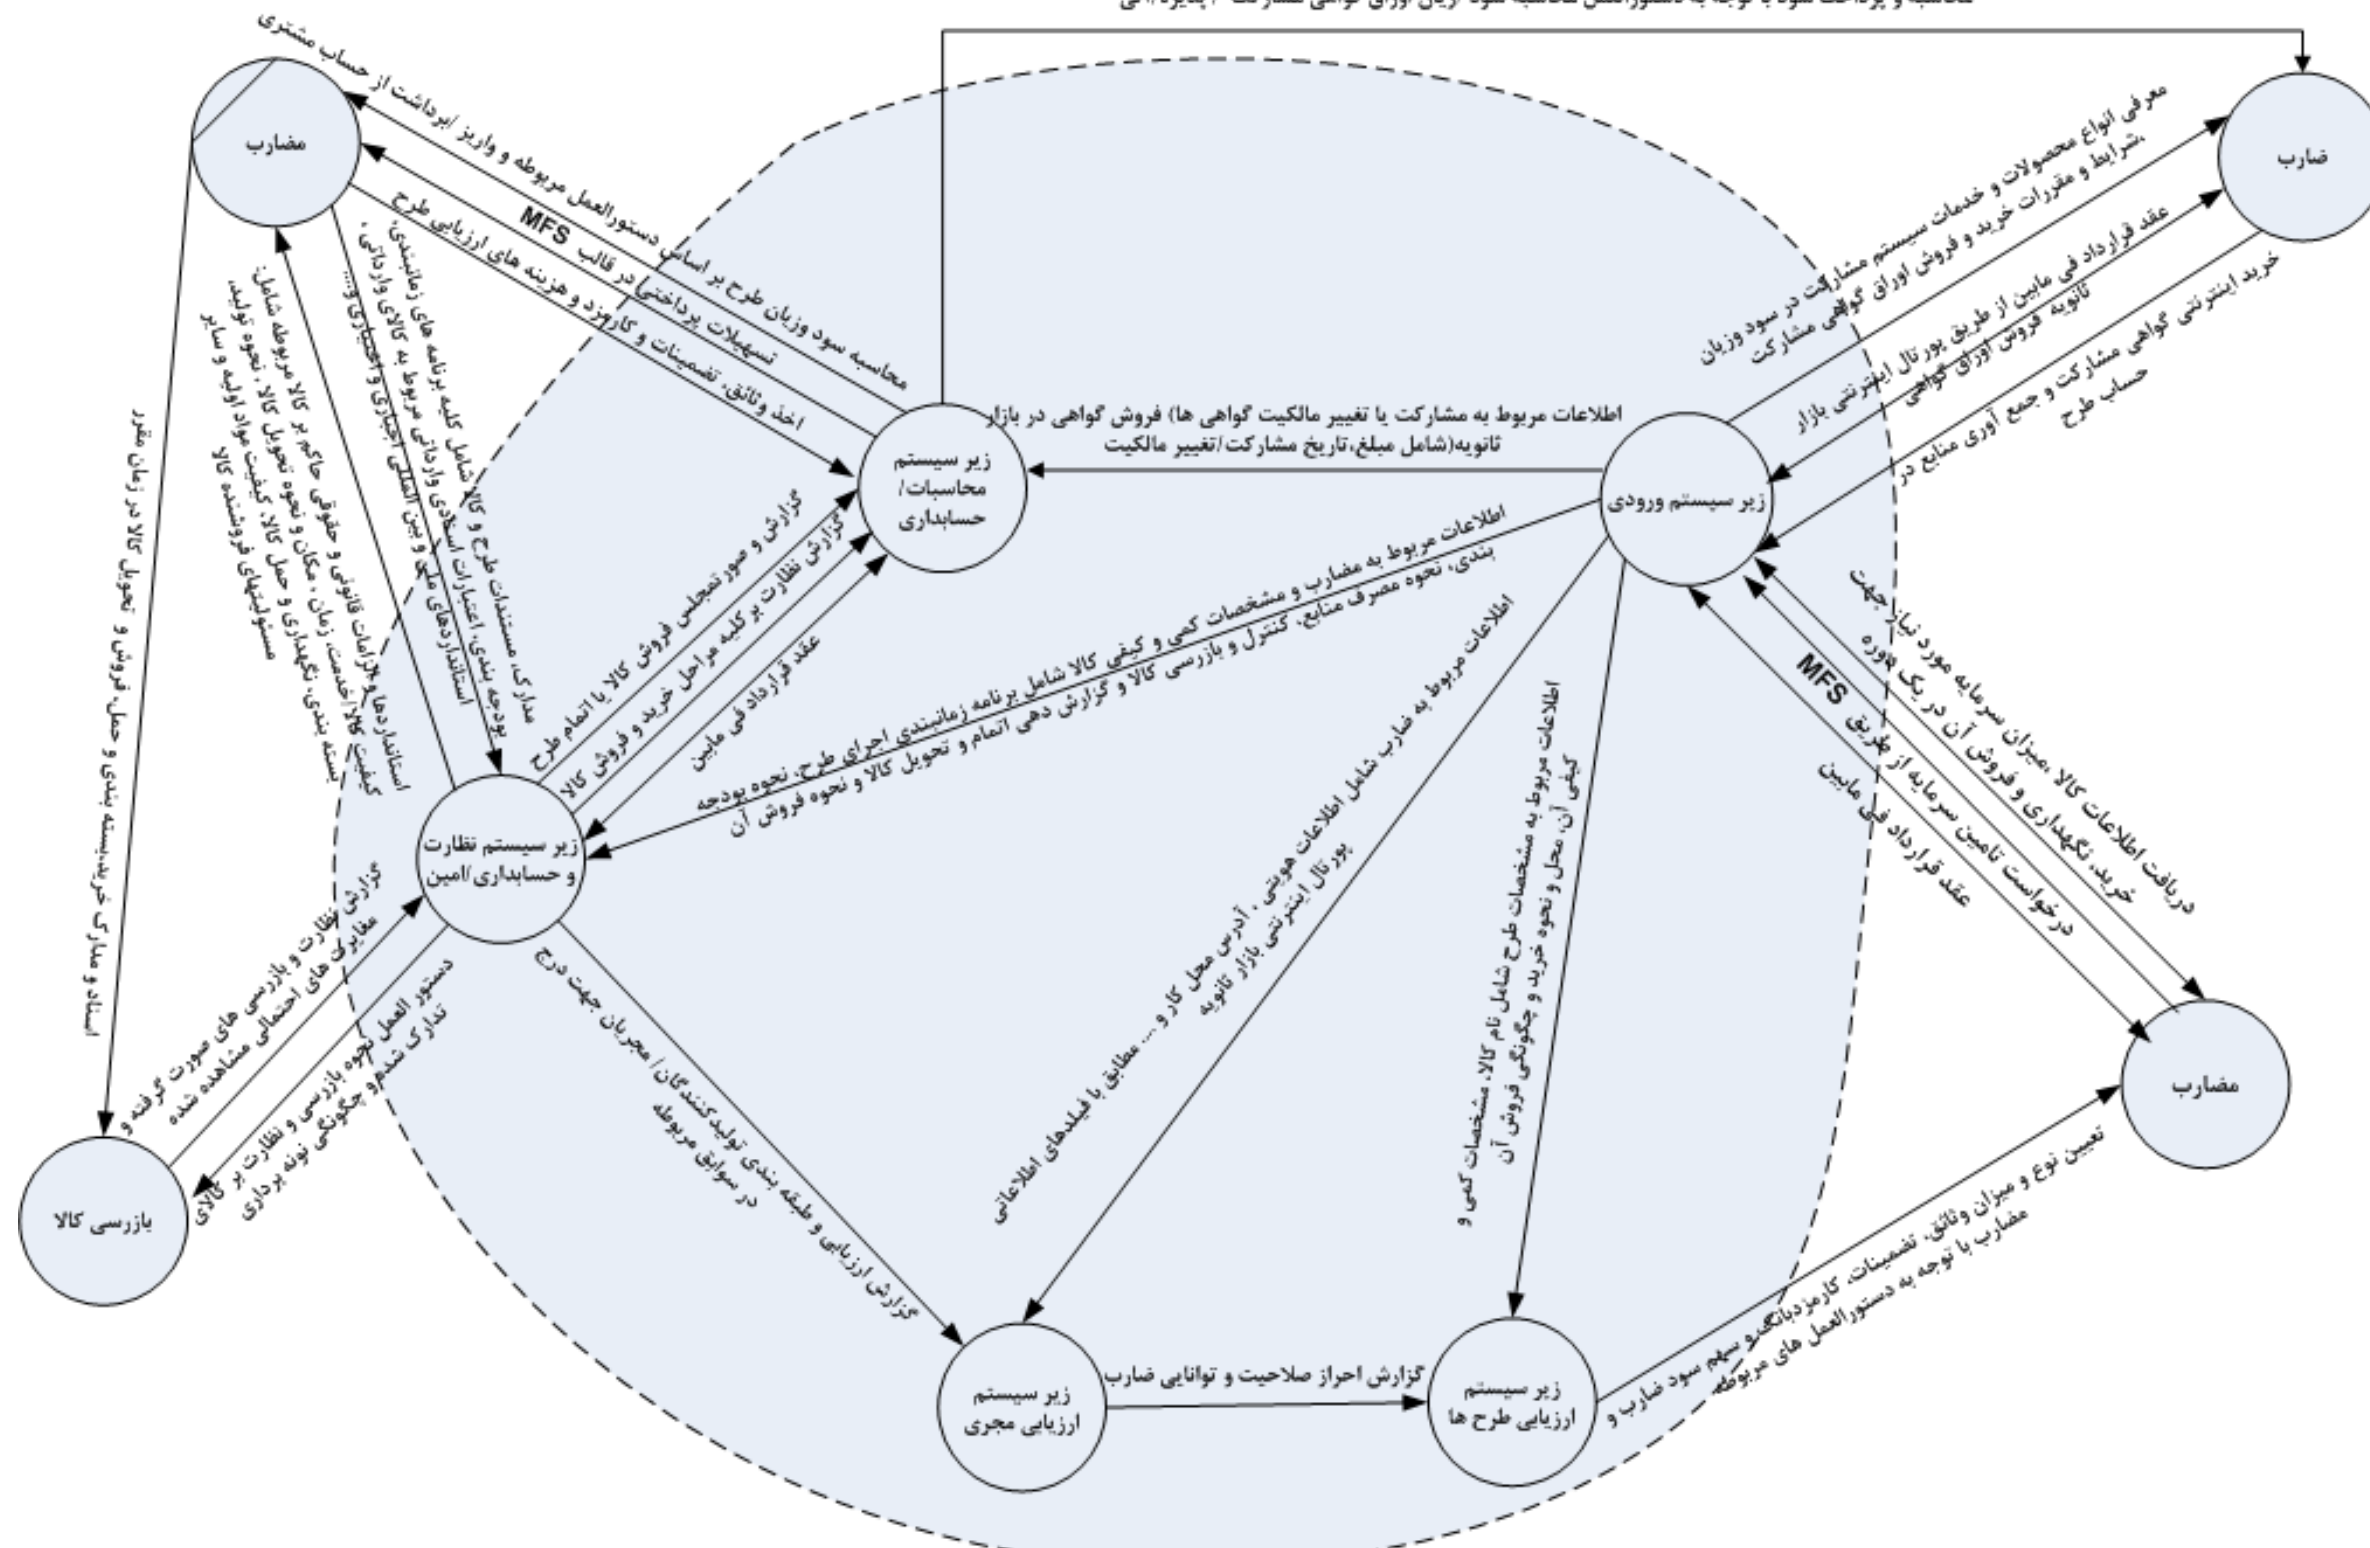 محاسبه و پرداخت سود با توجه به دستورالعمل محاسبه سود /زیان اوراق گواهی مشارکت
ضارب
معرفی انواع محصولات و خدمات سیستم مشارکت در سود وزیان
،شرایط و مقررات خرید و فروش اوراق گواهی مشارکت
عقد قرارداد فی مابین از طریق پورتال اینترنتی بازار
ثانویه فروش اوراق گواهی
خرید اینترنتی گواهی مشارکت و جمع آوری منابع در
حساب طرح
مضارب
محاسبه سود وزیان طرح بر اساس دستورالعمل مربوطه و واریز /برداشت از حساب مشتری
تسهیلات پرداختی در قالب MFS
اخذ وثائق، تضمینات و کارمزد و هزینه های ارزیابی طرح
زیر سیستم
محاسبات/
حسابداری
اطلاعات مربوط به مشارکت یا تغییر مالکیت گواهی ها) فروش گواهی در بازار
ثانویه(شامل مبلغ،تاریخ مشارکت/تغییر مالکیت
زیر سیستم ورودی
مدارک، مستندات طرح و کالا شامل کلیه برنامه های زمانبندی،
بودجه بندی، اعتبارات اسنادی وارداتی مربوط به کالای وارداتی ،
استانداردهای ملی و بین المللی اجباری و اختیاری و....
استانداردها و الزامات قانونی و حقوقی حاکم بر کالا مربوطه شامل:
کیفیت کالا /خدمت، زمان ، مکان و نحوه تحویل کالا ، نحوه تولید،
بسته بندی، نگهداری و حمل کالا، کیفیت مواد اولیه و سایر
مسئولیتهای فروشنده کالا
اسناد و مدارک خرید،بسته بندی و حمل، فروش و تحویل کالا در زمان مقرر
گزارش و صورتمجلس فروش کالا یا اتمام طرح
گزارش نظارت بر کلیه مراحل خرید و فروش کالا
عقد قرارداد فی مابین
اطلاعات مربوط به مضارب و مشخصات کمی و کیفی کالا شامل برنامه زمانبندی اجرای طرح، نحوه بودجه
بندی، نحوه مصرف منابع، کنترل و بازرسی کالا و گزارش دهی اتمام و تحویل کالا و نحوه فروش آن
اطلاعات مربوط به ضارب شامل اطلاعات هویتی ، آدرس محل کار و ... مطابق با فیلدهای اطلاعاتی
پورتال اینترنتی بازار ثانویه
اطلاعات مربوط به مشخصات طرح شامل نام کالا، مشخصات کمی و
کیفی آن، محل و نحوه خرید و چگونگی فروش آن
دریافت اطلاعات کالا ،میزان سرمایه مورد نیاز جهت
خرید، نگهداری و فروش آن در یک دوره
درخواست تامین سرمایه از طریق MFS
عقد قرارداد فی مابین
زیر سیستم نظارت
و حسابداری/امین
گزارش نظارت و بازرسی های صورت گرفته و
مغایرت های احتمالی مشاهده شده
دستور العمل نحوه بازرسی و نظارت بر کالای
تدارک شده و چگونگی نونه برداری
گزارش ارزیابی و طبقه بندی تولیدکنندگان/ مجریان جهت درج
در سوابق مربوطه
بازرسی کالا
مضارب
زیر سیستم
ارزیابی مجری
گزارش احراز صلاحیت و توانایی ضارب
زیر سیستم
ارزیابی طرح ها
تعیین نوع و میزان وثائق، تضمینات، کارمزدبانک و سهم سود ضارب و
مضارب با توجه به دستورالعمل های مربوطه